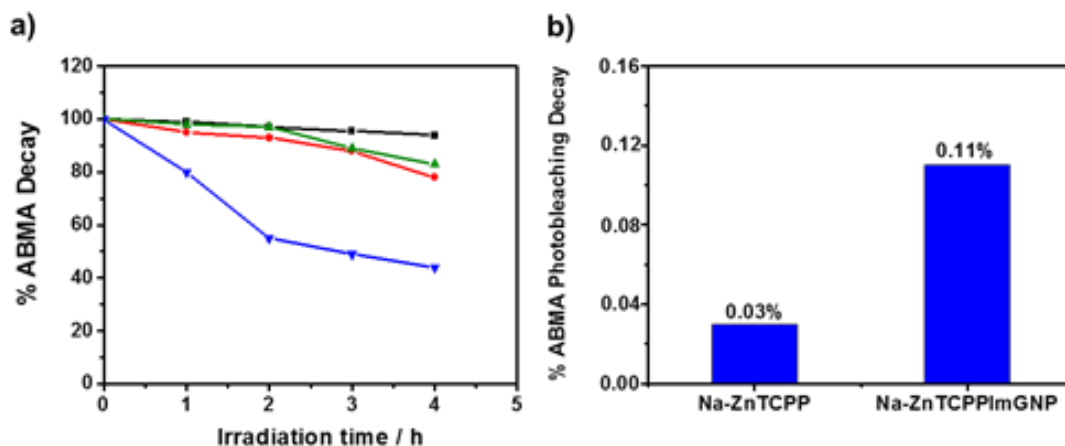 a)
% ABMA Decay
120
100
80
60
40
20
0
0 1 2 3 4 5
Irradiation time / h
b)
% ABMA Photobleaching Decay
0.16
0.12
0.08
0.04
0.00
0.03%
0.11%
Na-ZnTCPP Na-ZnTCPPImGNP